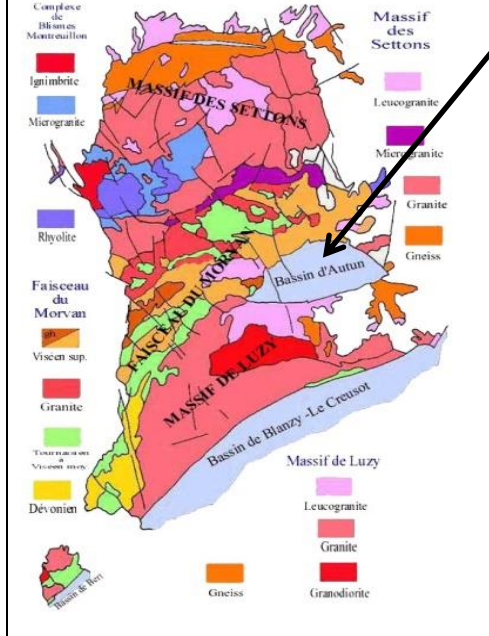 Complexe
de
Blismes
Montreuillon
Ignimbrite
Microgranite
Rhyolite
Faisceau
du
Morvan
gh
Viséen sup.
Granite
Tournaisien
à
Viséen moy.
Dévonien
MASSIF DES SETTONS
FAISCEAU DU MORVAN
Bassin d'Autun
MASSIF DE LUZY
Bassin de Blanzy -Le Creusot
Massif
des
Settons
Leucogranite
Microgranite
Granite
Gneiss
Massif de Luzy
Leucogranite
Granite
Gneiss
Granodiorite
Bassin de Bert